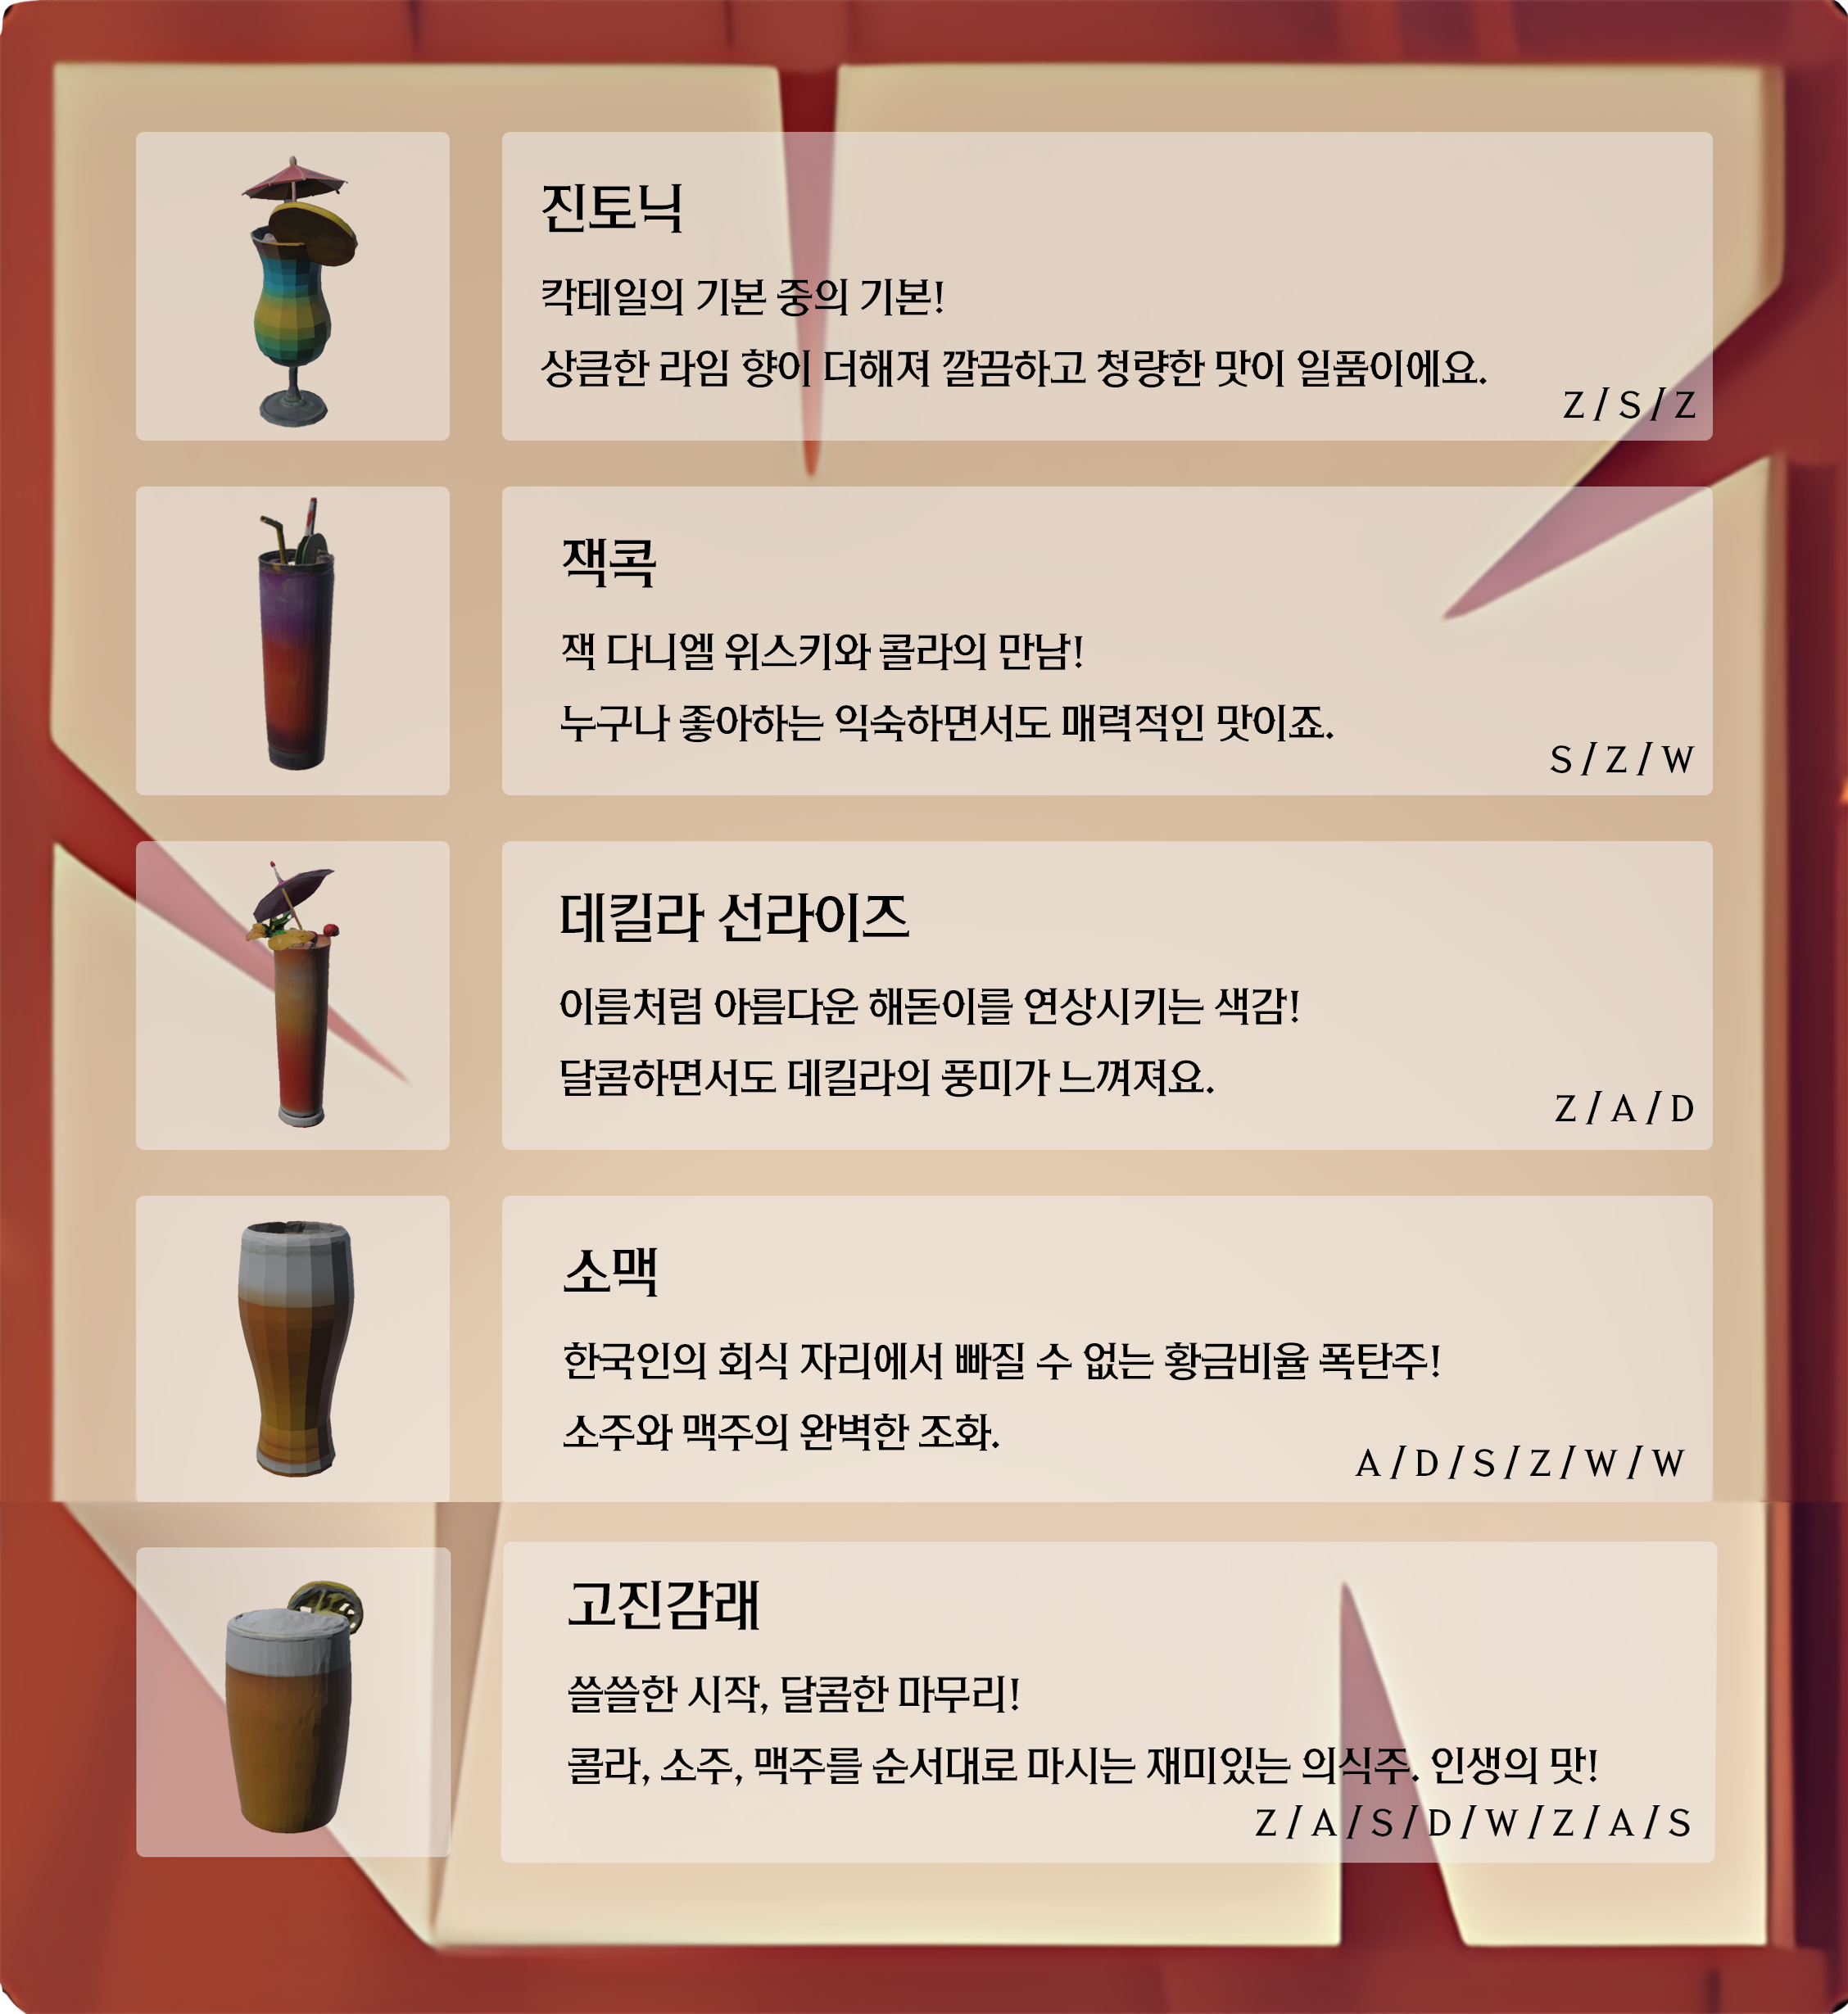 진토닉
칵테일의 기본 중의 기본!
상큼한 라임 향이 더해져 깔끔하고 청량한 맛이 일품이에요.
Z / S / Z
잭콕
잭 다니엘 위스키와 콜라의 만남!
누구나 좋아하는 익숙하면서도 매력적인 맛이죠.
S / Z / W
데킬라 선라이즈
이름처럼 아름다운 해돋이를 연상시키는 색감!
달콤하면서도 데킬라의 풍미가 느껴져요.
Z / A / D
소맥
한국인의 회식 자리에서 빠질 수 없는 황금비율 폭탄주!
소주와 맥주의 완벽한 조화.
A / D / S / Z / W / W
고진감래
쓸쓸한 시작, 달콤한 마무리!
콜라, 소주, 맥주를 순서대로 마시는 재미있는 의식주. 인생의 맛!
Z / A / S / D / W / Z / A / S